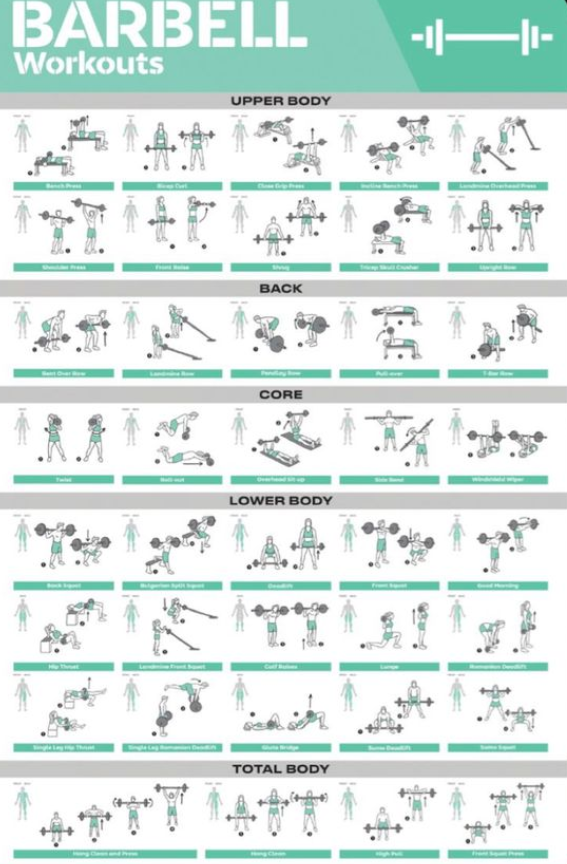 BARBELL
Workouts
UPPER BODY
Bench Press
Bicep Curl
Close Grip Press
Incline Bench Press
Landmine Overhead Press
Shoulder Press
Front Raise
Shrug
Tricep Skull Crusher
Upright Row
BACK
Bent Over Row
Landmine Row
Pendlay Row
Pull-over
T-Bar Row
CORE
Twist
Roll-out
Overhead Sit-up
Side Bend
Windshield Wiper
LOWER BODY
Back Squat
Bulgarian Split Squat
Deadlift
Front Squat
Good Morning
Hip Thrust
Landmine Front Squat
Calf Raises
Lunge
Romanian Deadlift
Single Leg Hip Thrust
Single Leg Romanian Deadlift
Glute Bridge
Sumo Deadlift
Sumo Squat
TOTAL BODY
Hang Clean and Press
Hang Clean
High Pull
Front Squat Press